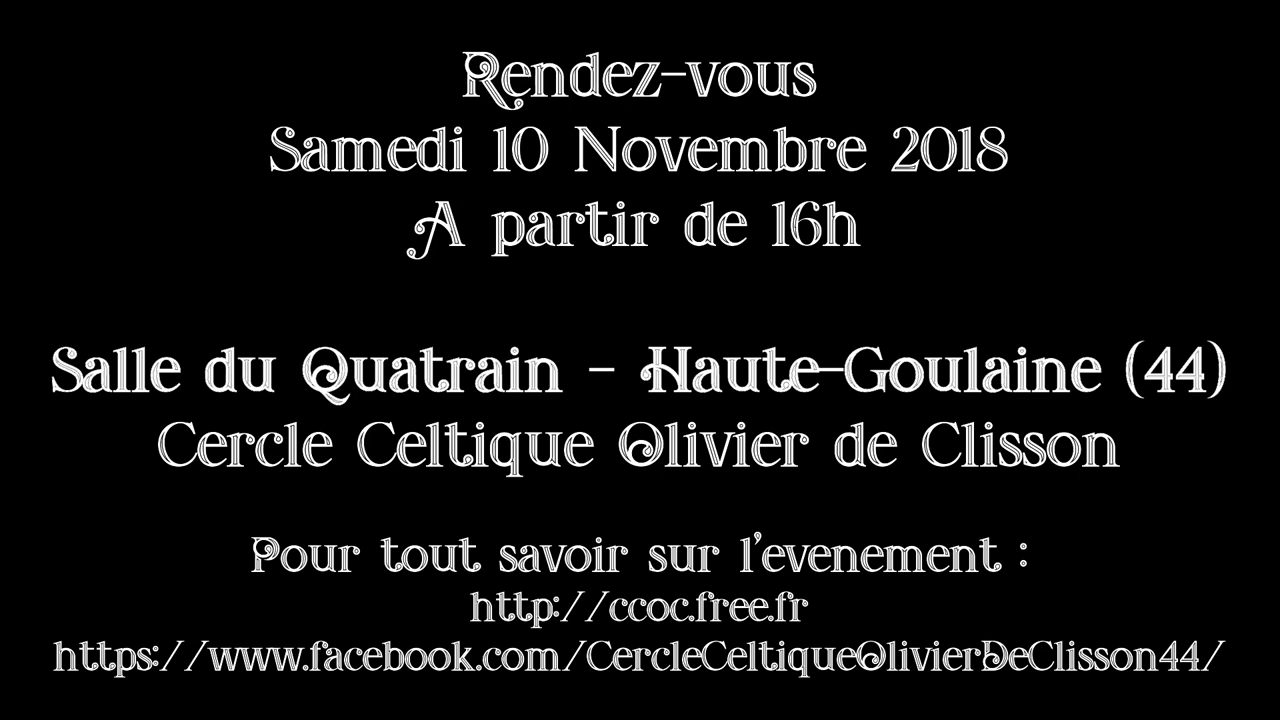 Rendez-vous
Samedi 10 Novembre 2018
A partir de 16h
Salle du Quatrain - Haute-Goulaine (44)
Cercle Celtique Olivier de Clisson
Pour tout savoir sur l'evenement :
http://ccoc.free.fr
https://www.facebook.com/CercleCeltiqueOlivierDeClisson44/